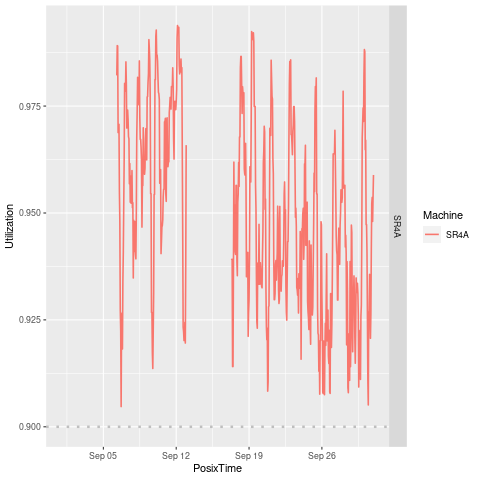 Utilization
0.975
0.950
0.925
0.900
Sep 05
Sep 12
Sep 19
Sep 26
PosixTime
SR4A
Machine
SR4A